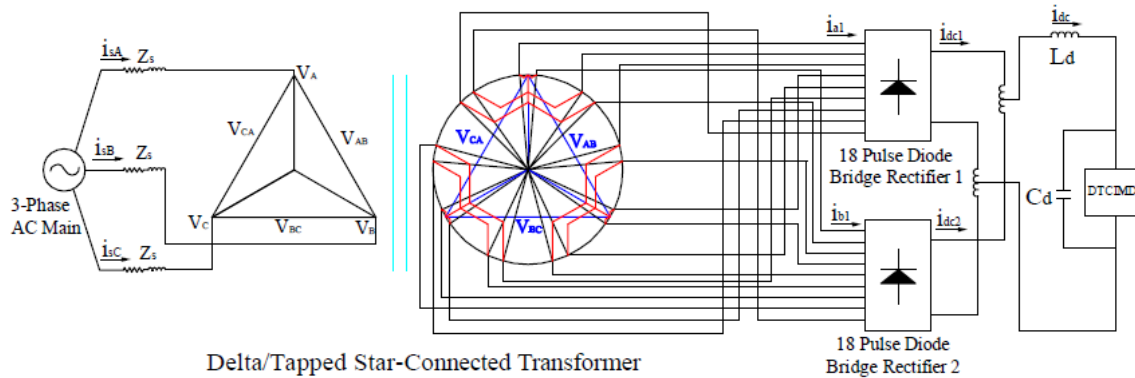 isA
Zs
VA
VCA
VAB
isB
Zs
3-Phase
AC Main
VC
VBC
VB
isC
Zs
VCA
VAB
VBC
Delta/Tapped Star-Connected Transformer
ia1
idc1
18 Pulse Diode
Bridge Rectifier 1
ib1
idc2
18 Pulse Diode
Bridge Rectifier 2
idc
Ld
Cd
DTCIMD